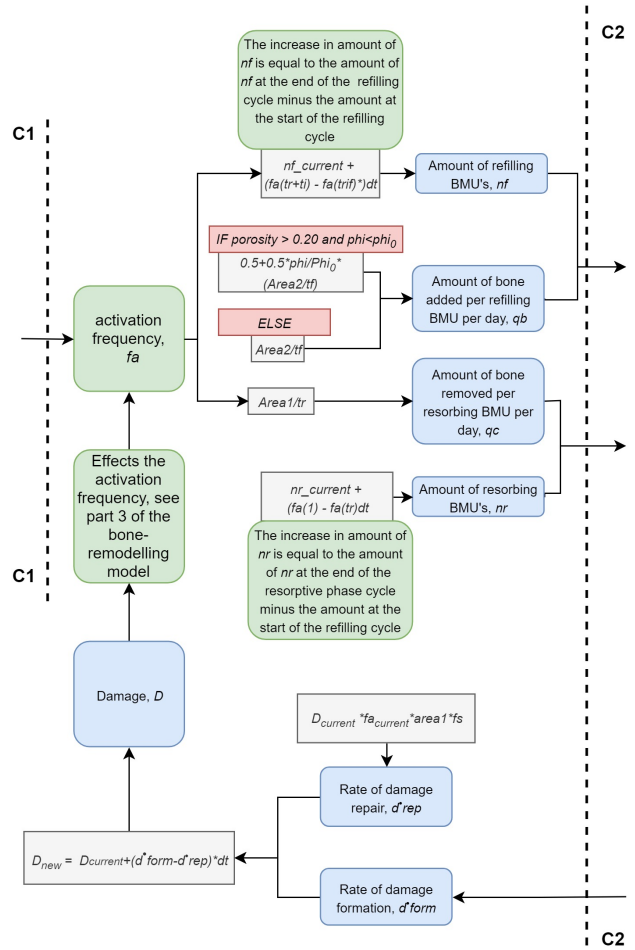 C2
The increase in amount of
nf is equal to the amount of
nf at the end of the refilling
cycle minus the amount at
the start of the refilling
cycle
C1
nf_current +
(fa(tr+ti) - fa(trif)*)dt
Amount of refilling
BMU's, nf
IF porosity > 0.20 and phi<phi0
0.5+0.5*phi/Phi0*
(Area2/tf)
Amount of bone
added per refilling
BMU per day, qb
activation
frequency,
fa
ELSE
Area2/tf
Area1/tr
Amount of bone
removed per
resorbing BMU per
day, qc
Effects the
activation
frequency, see
part 3 of the
bone-
remodelling
model
nr_current +
(fa(1) - fa(tr)dt
Amount of resorbing
BMU's, nr
The increase in amount of
nr is equal to the amount
of nr at the end of the
resorptive phase cycle
minus the amount at the
start of the refilling cycle
C1
Damage, D
Dcurrent *facurrent*area1*fs
Rate of damage
repair, d*rep
Dnew = Dcurrent+(d*form-d*rep)*dt
Rate of damage
formation, d*form
C2